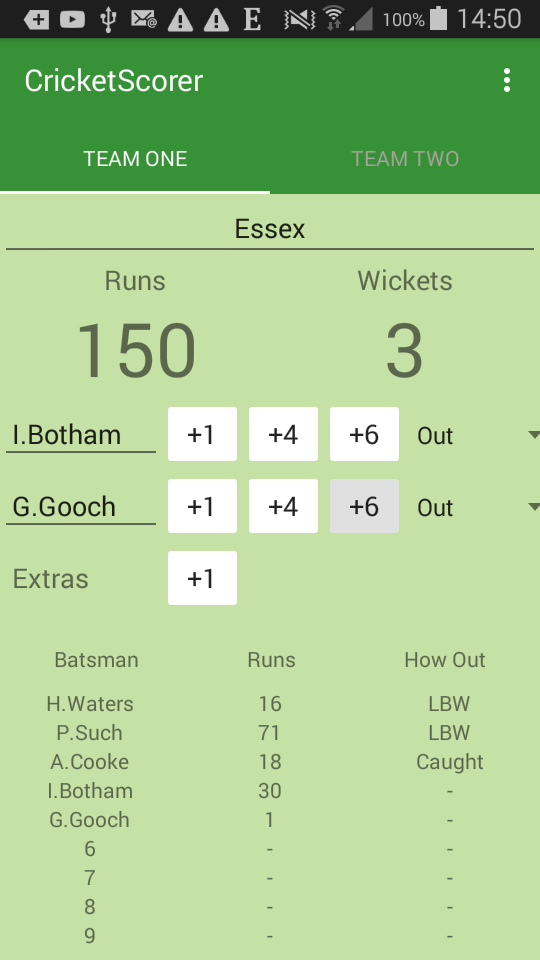 E 100% 14:50
CricketScorer
TEAM ONE TEAM TWO
Essex
Runs Wickets
150 3
I.Botham +1 +4 +6 Out
G.Gooch +1 +4 +6 Out
Extras +1
Batsman Runs How Out
H.Waters 16 LBW
P.Such 71 LBW
A.Cooke 18 Caught
I.Botham 30 -
G.Gooch 1 -
6 - -
7 - -
8 - -
9 - -